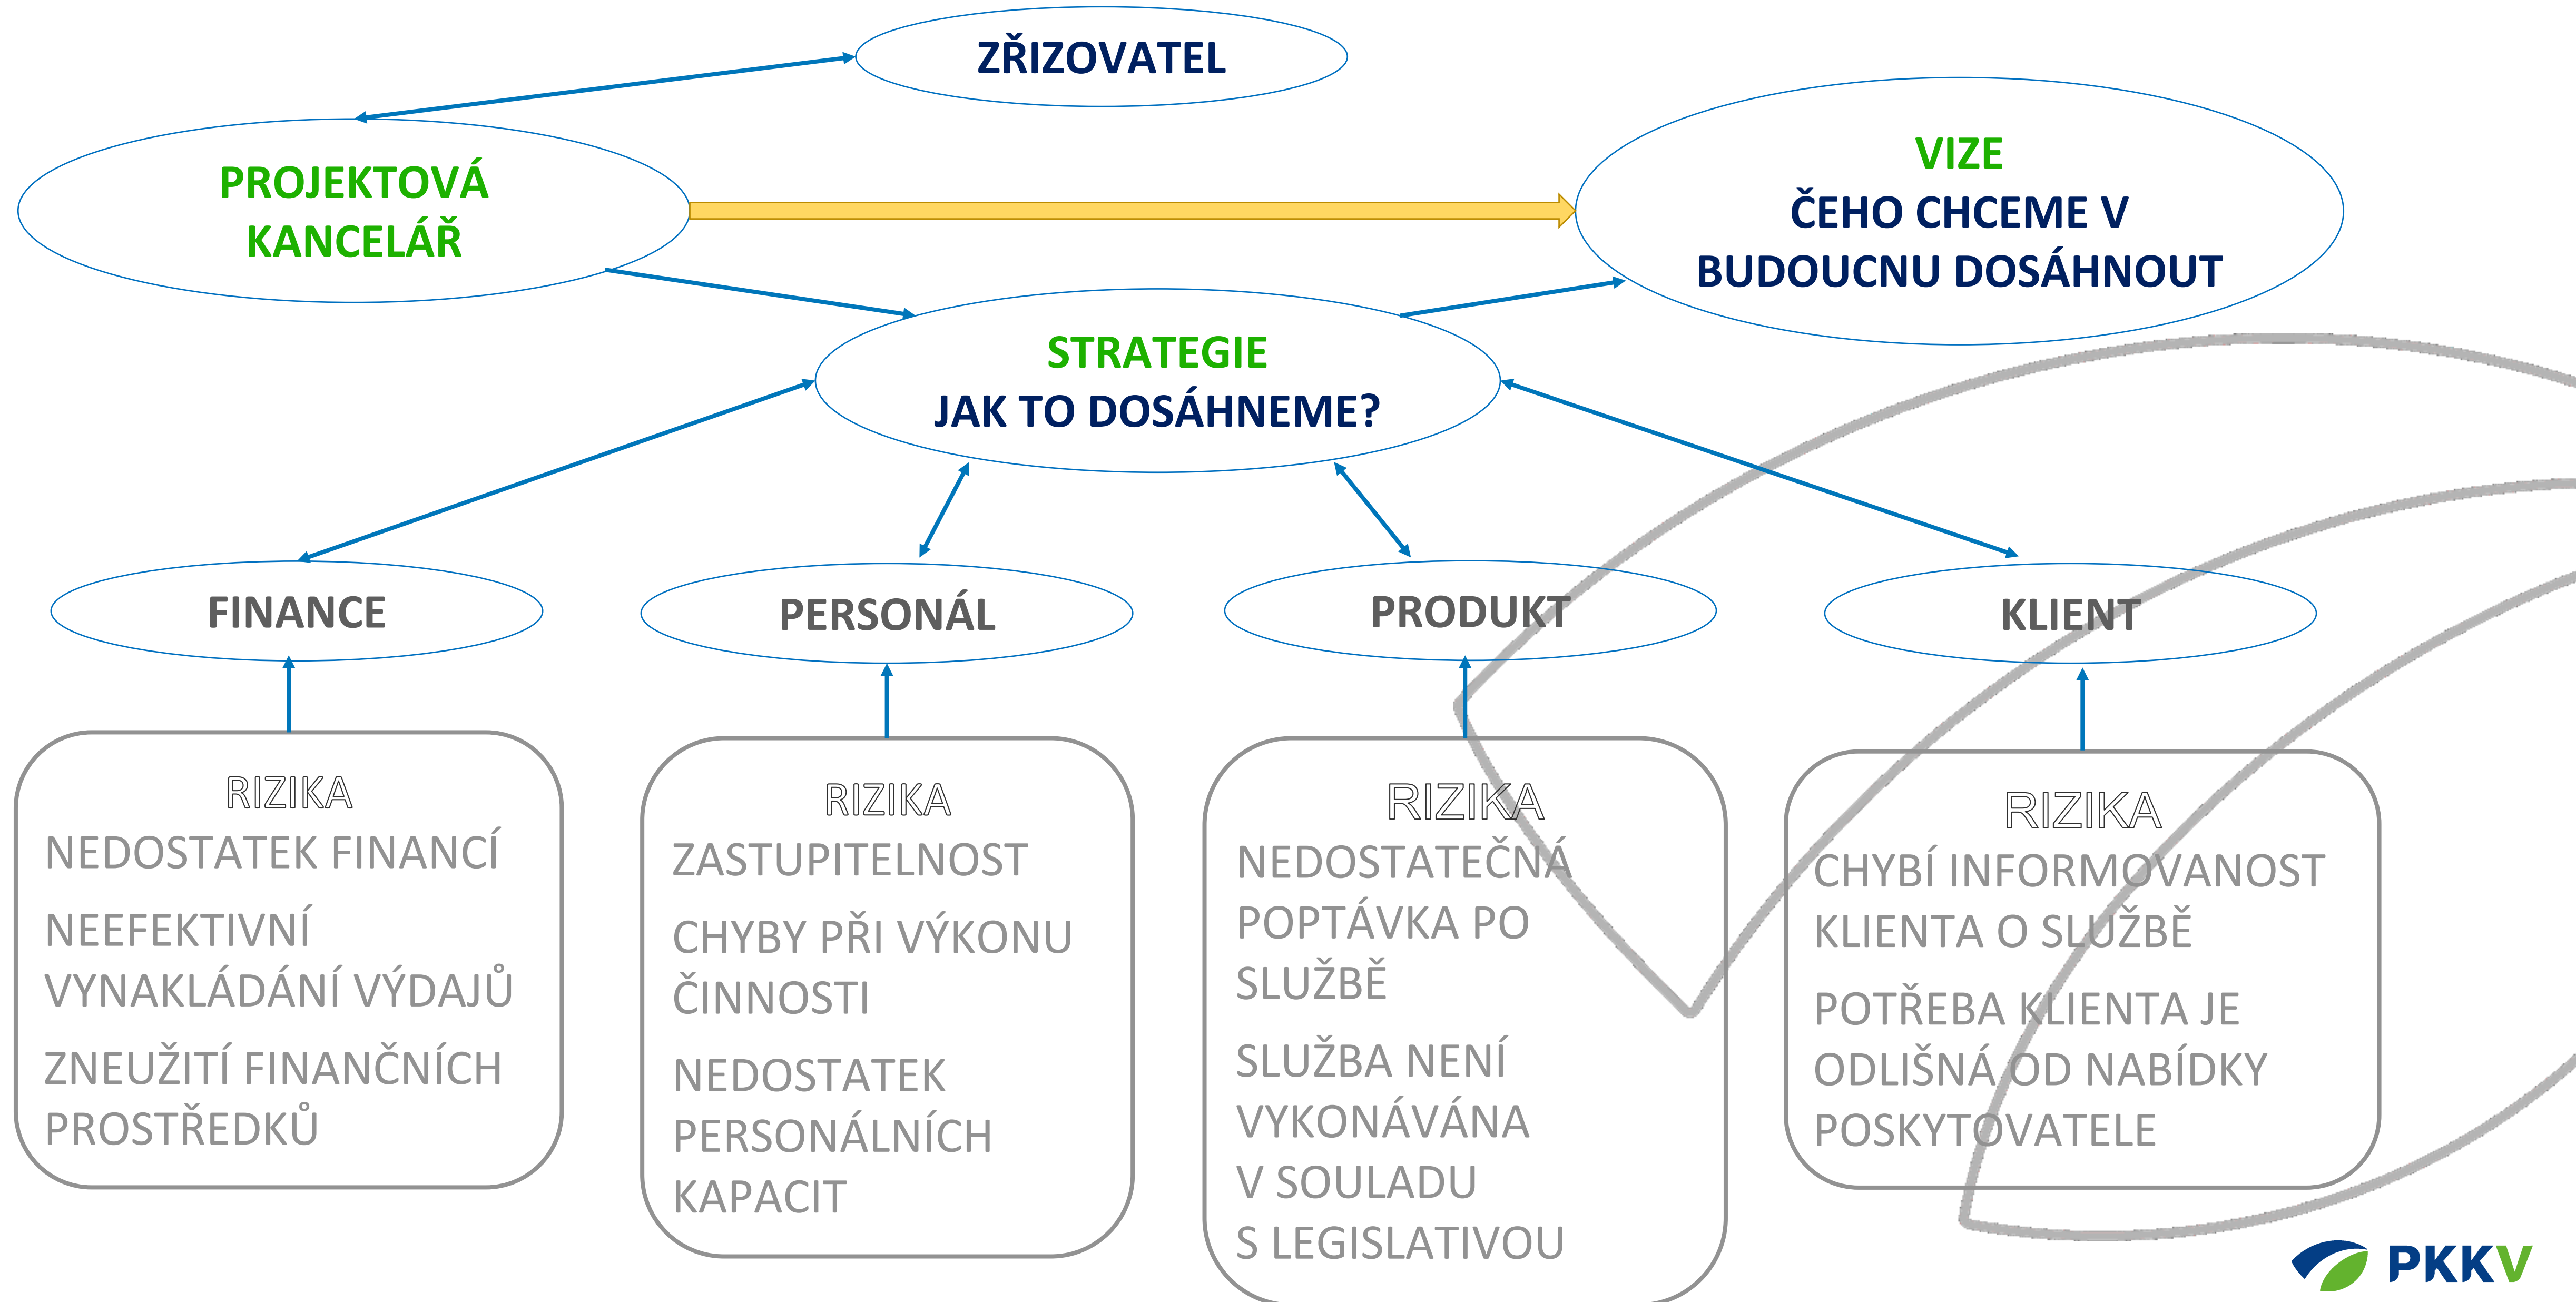 ZŘIZOVATEL
PROJEKTOVÁ
KANCELÁŘ
VIZE
ČEHO CHCEME V
BUDOUCNU DOSÁHNOUT
STRATEGIE
JAK TO DOSÁHNEME?
FINANCE
PERSONÁL
PRODUKT
KLIENT
RIZIKA
NEDOSTATEK FINANCÍ
NEEFEKTIVNÍ
VYNAKLÁDÁNÍ VÝDAJŮ
ZNEUŽITÍ FINANČNÍCH
PROSTŘEDKŮ
RIZIKA
ZASTUPITELNOST
CHYBY PŘI VÝKONU
ČINNOSTI
NEDOSTATEK
PERSONÁLNÍCH
KAPACIT
RIZIKA
NEDOSTATEČNÁ
POPTÁVKA PO
SLUŽBĚ
SLUŽBA NENÍ
VYKONÁVÁNA
V SOULADU
S LEGISLATIVOU
RIZIKA
CHYBÍ INFORMOVANOST
KLIENTA O SLUŽBĚ
POTŘEBA KLIENTA JE
ODLIŠNÁ OD NABÍDKY
POSKYTOVATELE
PKKV